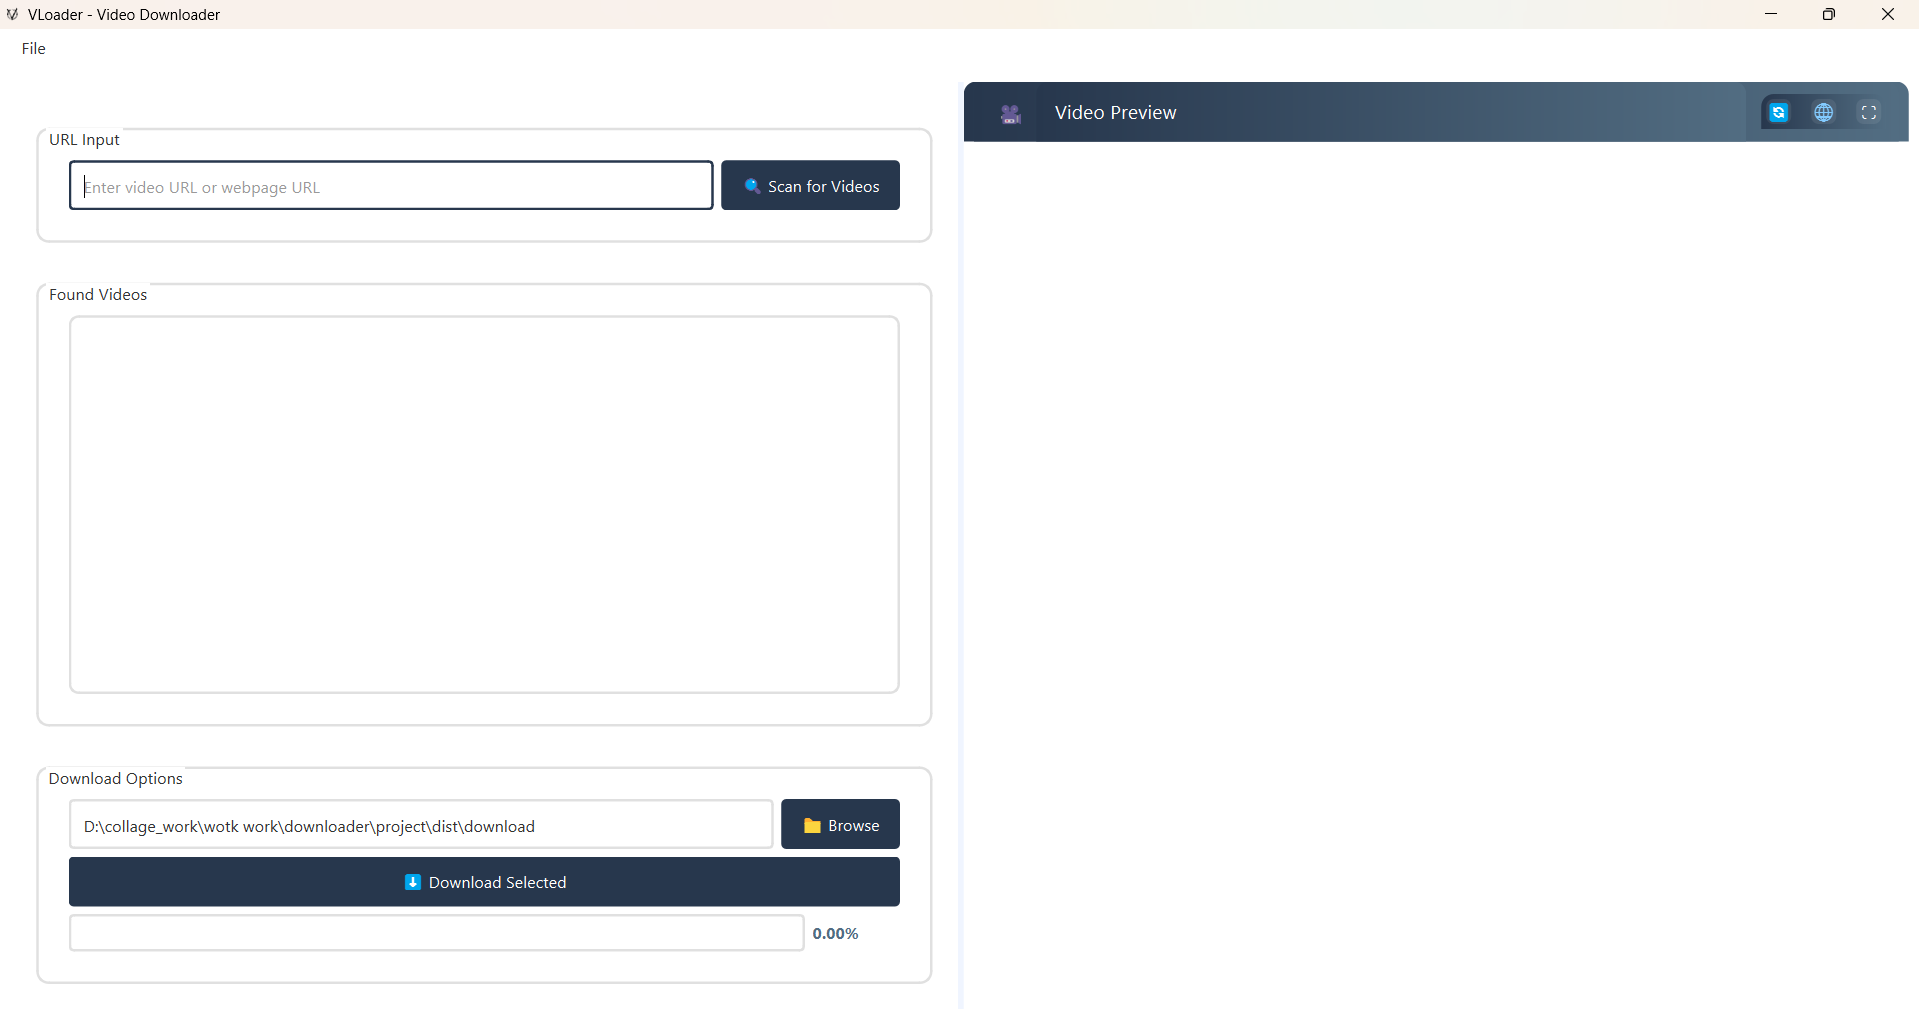 VLoader - Video Downloader
File
URL Input
Enter video URL or webpage URL
Scan for Videos
Found Videos
Download Options
D:\collage_work\wotk work\downloader\project\dist\download
Browse
Download Selected
0.00%
Video Preview